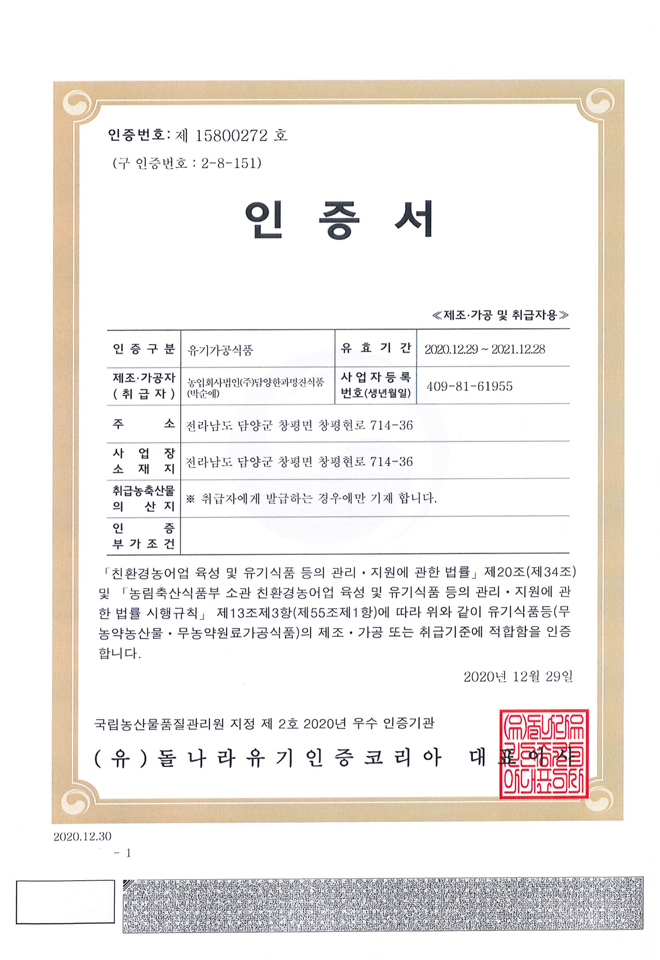 인증번호: 제 15800272 호
(구 인증번호 : 2-8-151)
인 증 서
≪제조·가공 및 취급자용≫
인 증 구 분 유기가공식품 유 효 기 간 2020.12.29 ~ 2021.12.28
제조·가공자 농업회사법인(주)담양한과명진식품 사 업 자 등 록
( 취 급 자 ) (박순애) 번호(생년월일) 409-81-61955
주 소 전라남도 담양군 창평면 창평현로 714-36
사 업 장
소 재 지 전라남도 담양군 창평면 창평현로 714-36
취급농축산물
의 산 지 ※ 취급자에게 발급하는 경우에만 기재 합니다.
인 증
부 가 조 건
「친환경농어업 육성 및 유기식품 등의 관리·지원에 관한 법률」제20조(제34조)
및 「농림축산식품부 소관 친환경농어업 육성 및 유기식품 등의 관리·지원에 관
한 법률 시행규칙」 제13조제3항(제55조제1항)에 따라 위와 같이 유기식품등(무
농약농산물·무농약원료가공식품)의 제조·가공 또는 취급기준에 적합함을 인증
합니다.
2020년 12월 29일
국립농산물품질관리원 지정 제 2호 2020년 우수 인증기관
(유)돌나라유기인증코리아 대표이사
2020.12.30
- 1